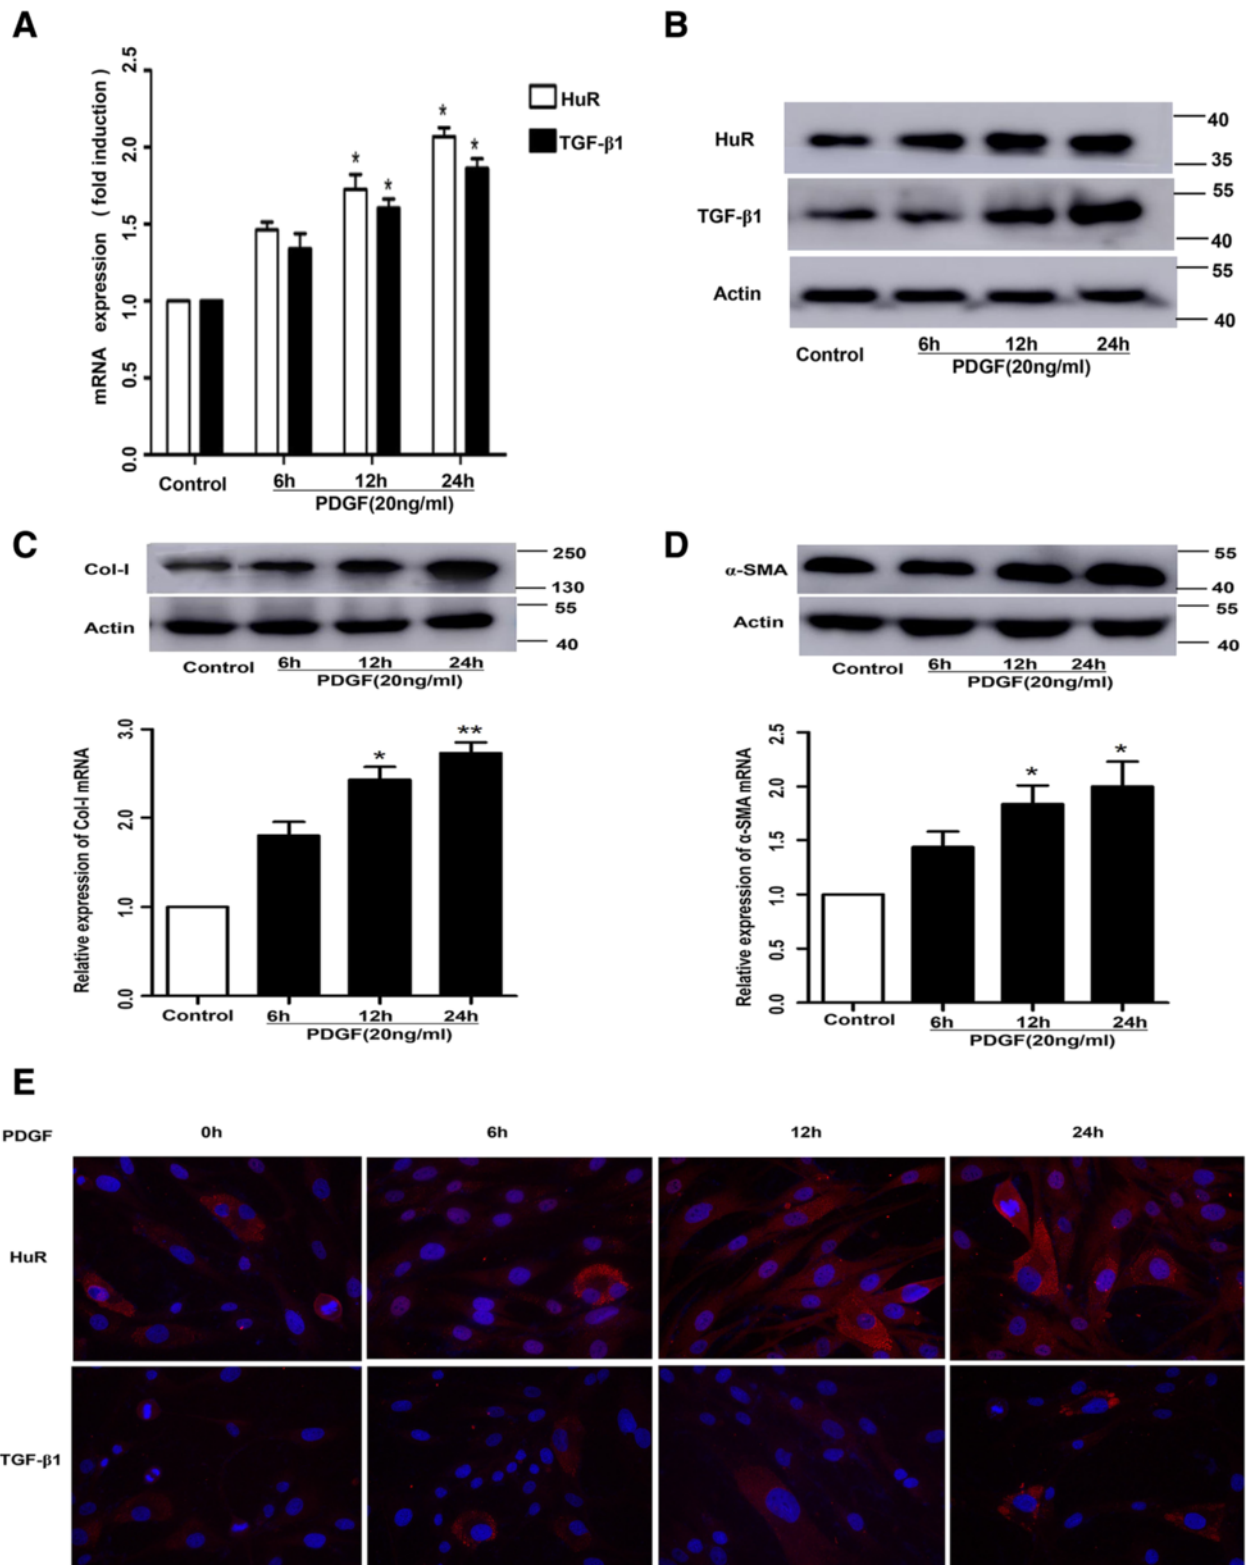 A
mRNA expression ( fold induction )
2.5
2.0
1.5
1.0
0.5
0.0
* * * *
HuR
TGF-β1
Control 6h 12h 24h
PDGF(20ng/ml)
B
HuR
40
35
TGF-β1
55
40
Actin
55
40
Control 6h 12h 24h
PDGF(20ng/ml)
C
Col-I
250
130
Actin
55
40
Control 6h 12h 24h
PDGF(20ng/ml)
Relative expression of Col-I mRNA
3.0
2.0
1.0
0.0
* **
Control 6h 12h 24h
PDGF(20ng/ml)
D
α-SMA
55
40
Actin
55
40
Control 6h 12h 24h
PDGF(20ng/ml)
Relative expression of α-SMA mRNA
2.5
2.0
1.5
1.0
0.5
0.0
* *
Control 6h 12h 24h
PDGF(20ng/ml)
E
PDGF 0h 6h 12h 24h
HuR
TGF-β1